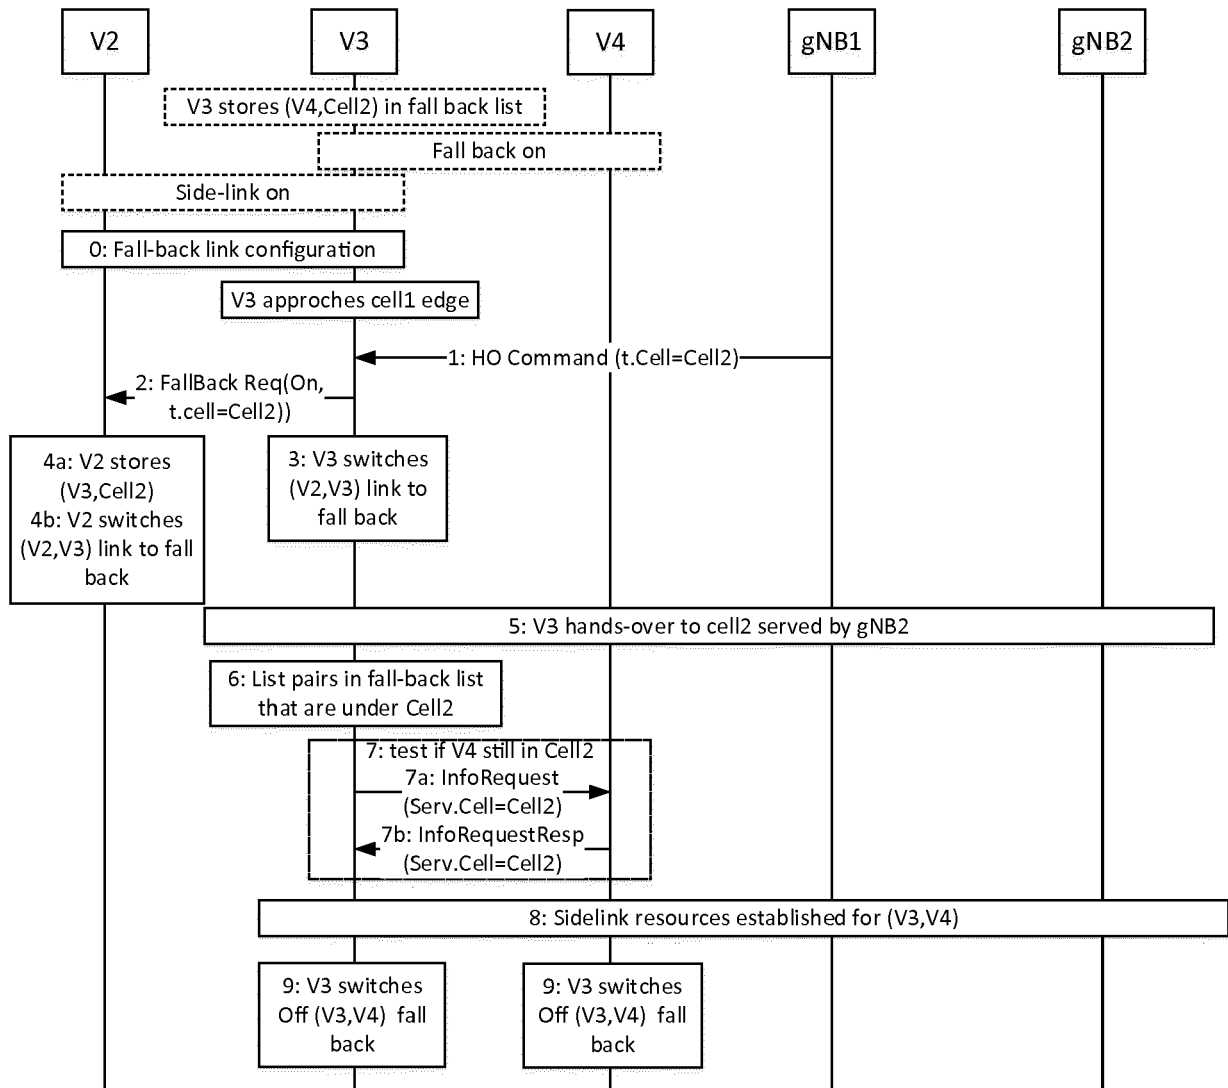 V2
V3
V4
gNB1
gNB2
V3 stores (V4,Cell2) in fall back list
Fall back on
Side-link on
0: Fall-back link configuration
V3 approches cell1 edge
1: HO Command (t.Cell=Cell2)
2: FallBack Req(On,
t.cell=Cell2))
4a: V2 stores
(V3,Cell2)
4b: V2 switches
(V2,V3) link to fall
back
3: V3 switches
(V2,V3) link to
fall back
5: V3 hands-over to cell2 served by gNB2
6: List pairs in fall-back list
that are under Cell2
7: test if V4 still in Cell2
7a: InfoRequest
(Serv.Cell=Cell2)
7b: InfoRequestResp
(Serv.Cell=Cell2)
8: Sidelink resources established for (V3,V4)
9: V3 switches
Off (V3,V4) fall
back
9: V3 switches
Off (V3,V4) fall
back